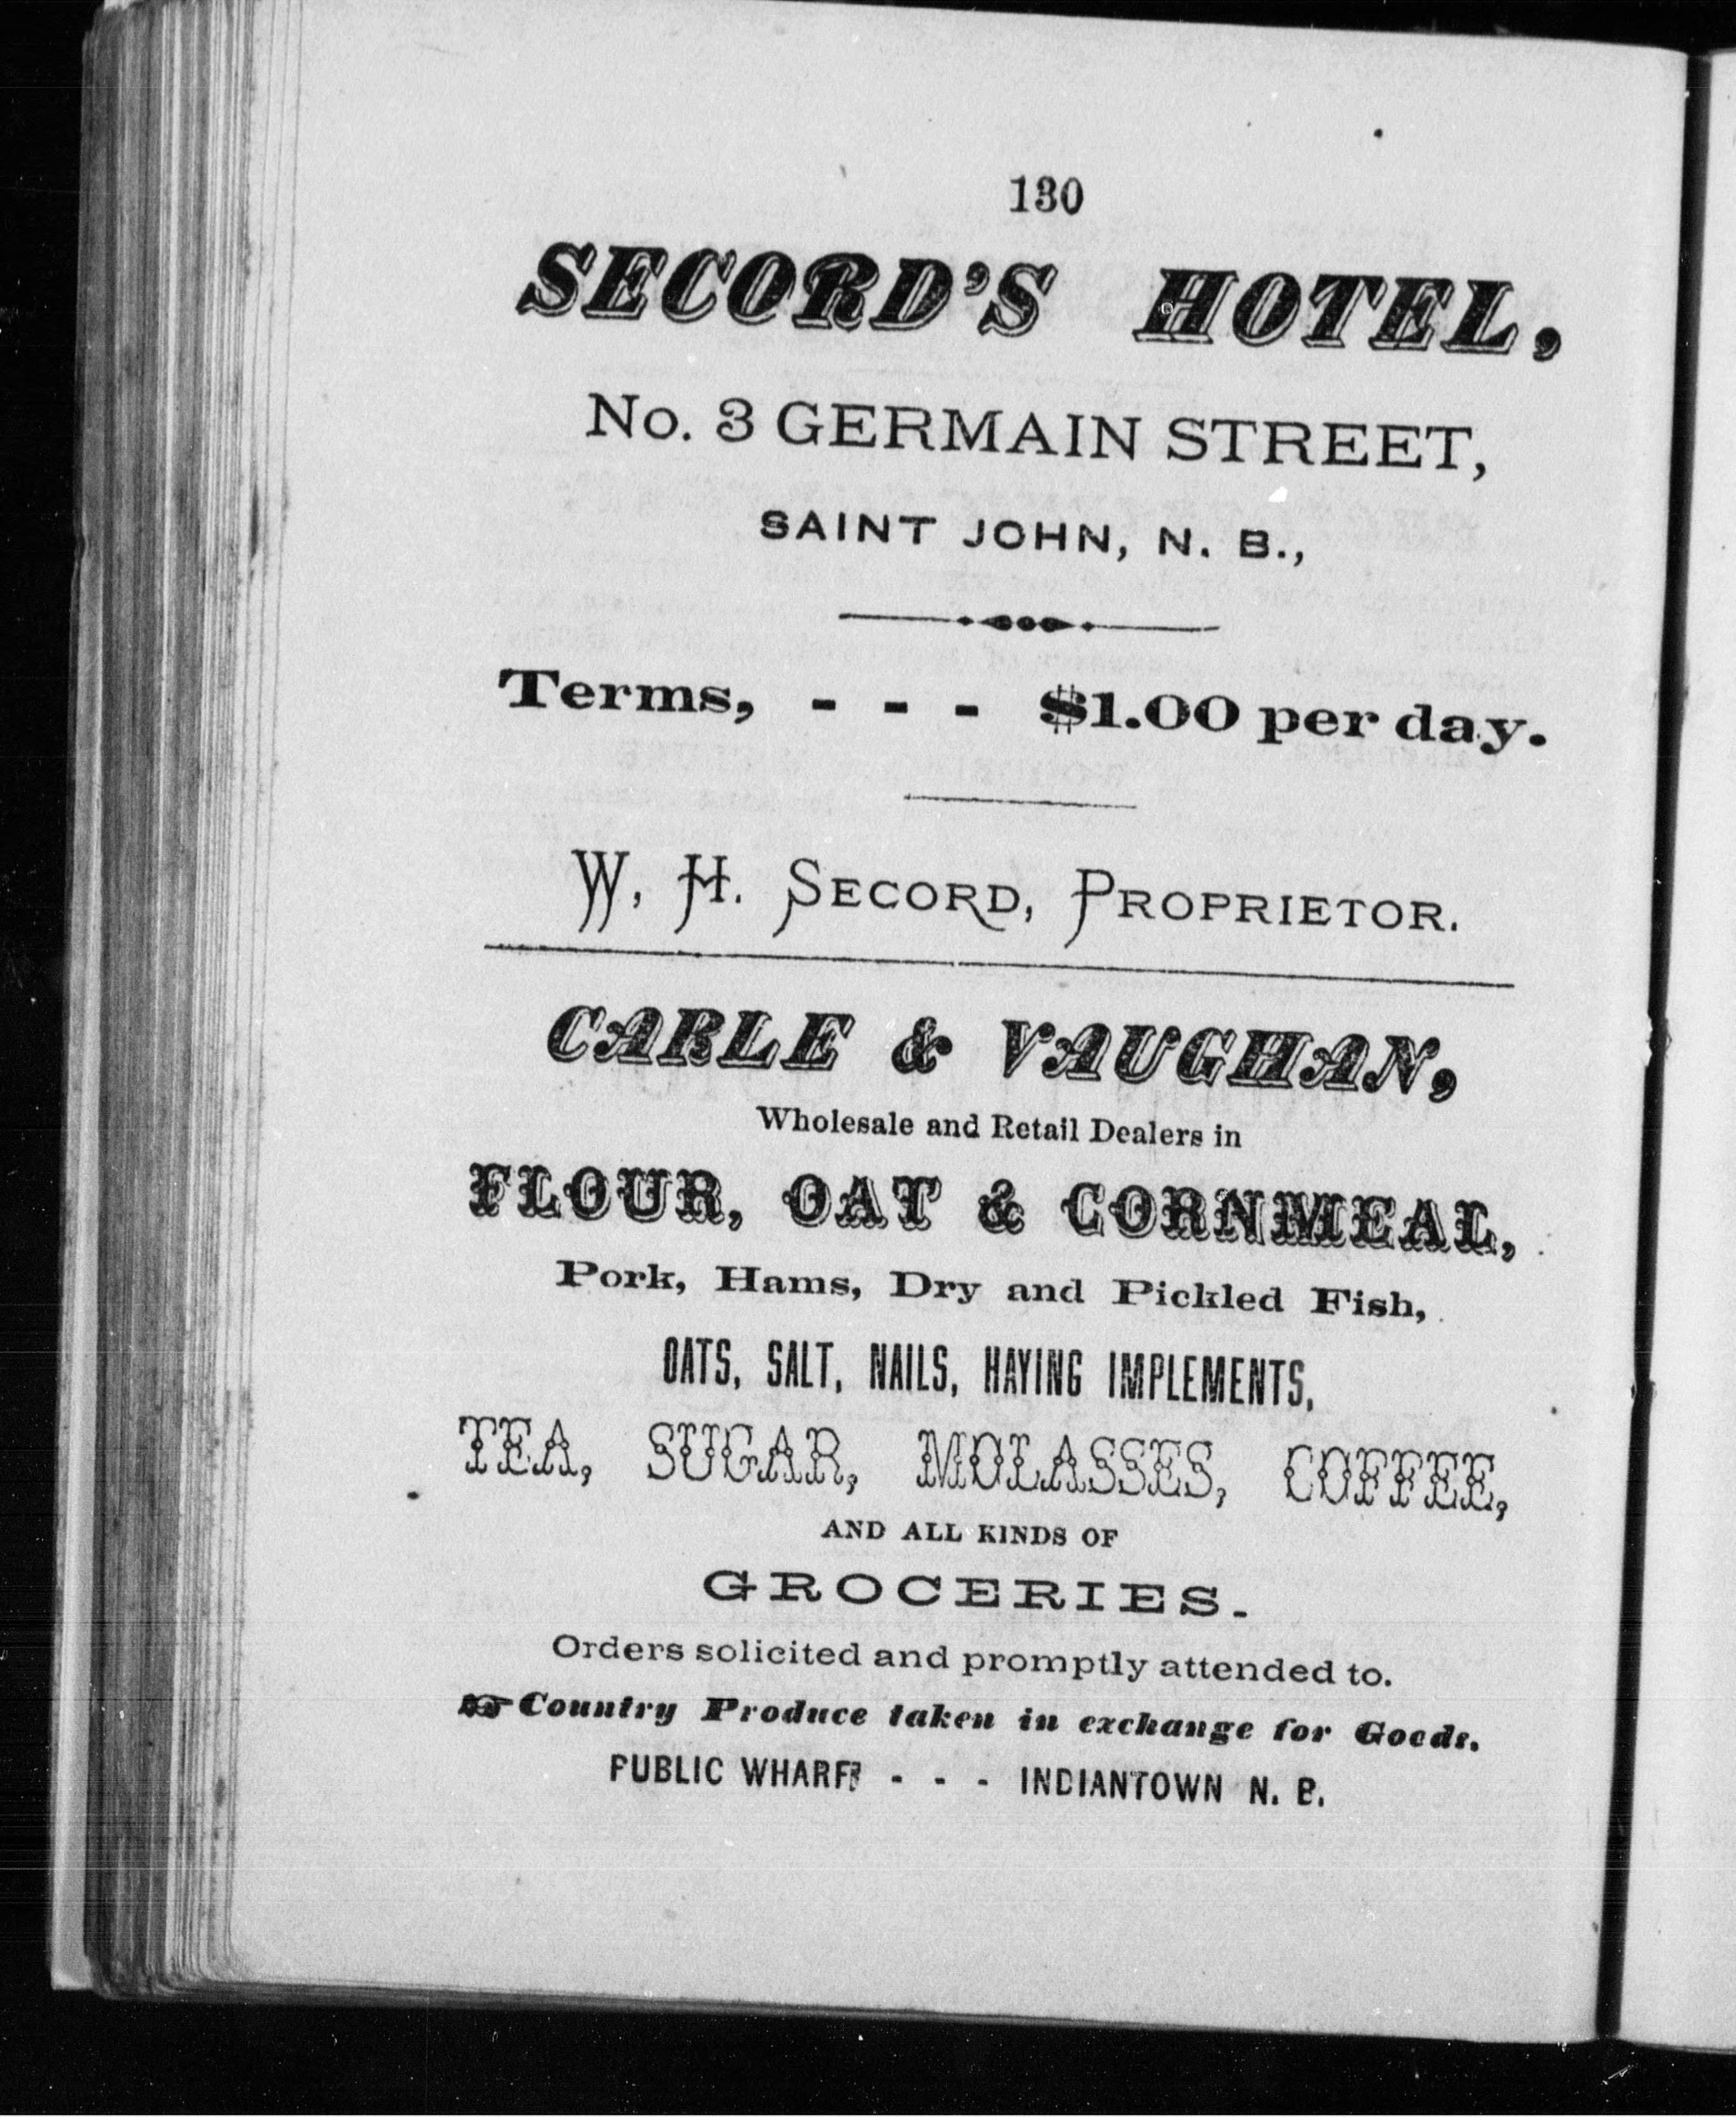 130
SECORD'S HOTEL,
No. 3 GERMAIN STREET,
SAINT JOHN, N. B.,
Terms, - - - $1.00 per day.
W. H. SECORD, PROPRIETOR.
CARLE & VAUGHAN,
Wholesale and Retail Dealers in
FLOUR, OAT & CORNMEAL,
Pork, Hams, Dry and Pickled Fish,
OATS, SALT, NAILS, HAYING IMPLEMENTS,
TEA, SUGAR, MOLASSES, COFFEE,
AND ALL KINDS OF
GROCERIES.
Orders solicited and promptly attended to.
☞Country Produce taken in exchange for Goods.
PUBLIC WHARF, - - - INDIANTOWN N. B.